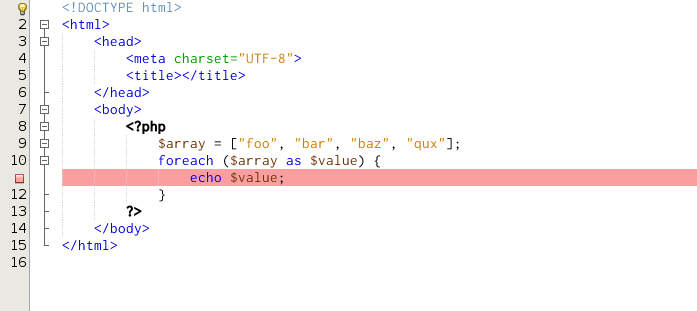 <!DOCTYPE html>
2 <html>
3 <head>
4 <meta charset="UTF-8">
5 <title></title>
6 </head>
7 <body>
8 <?php
9 $array = ["foo", "bar", "baz", "qux"];
10 foreach ($array as $value) {
echo $value;
12 }
13 ?>
14 </body>
15 </html>
16